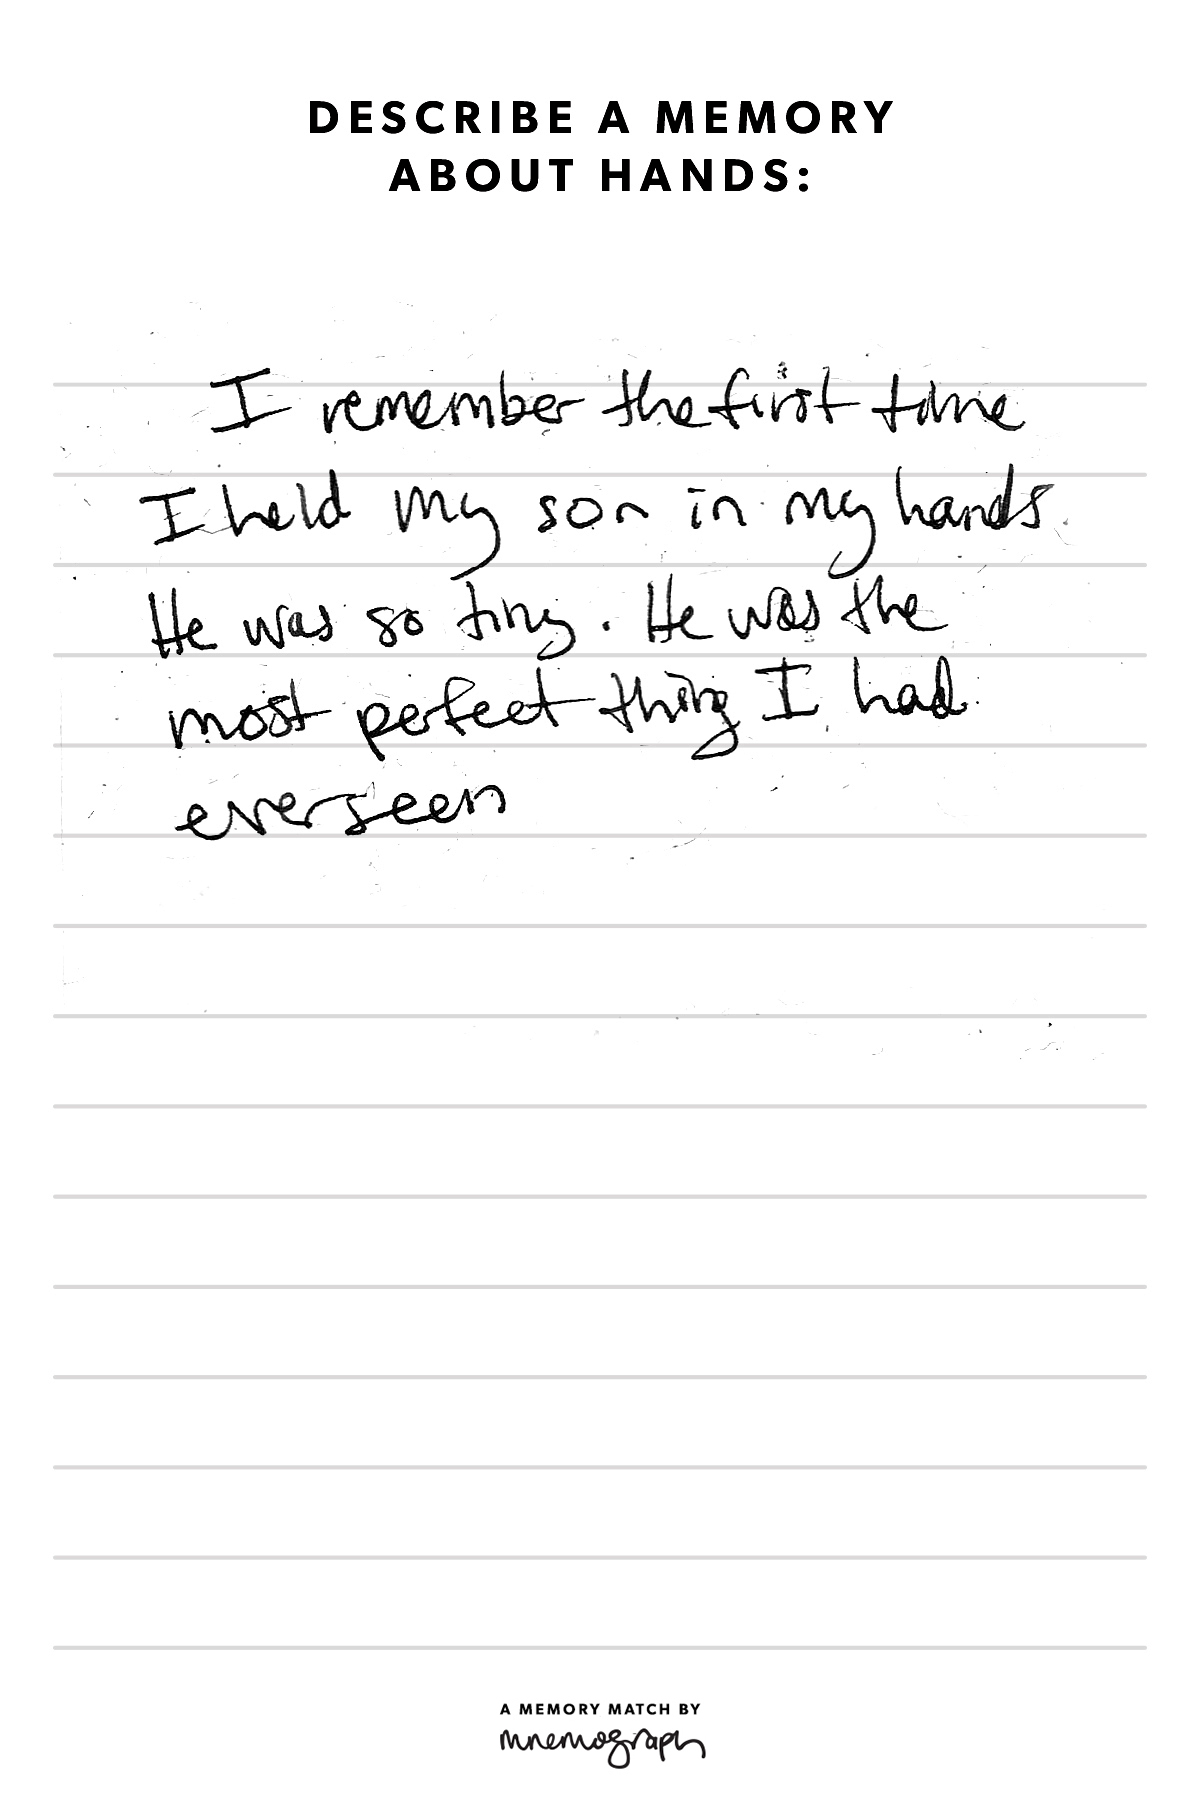 DESCRIBE A MEMORY
ABOUT HANDS:
I remember the first time
I held my son in my hands.
He was so tiny. He was the
most perfect thing I had
ever seen
A MEMORY MATCH BY
mnemograph